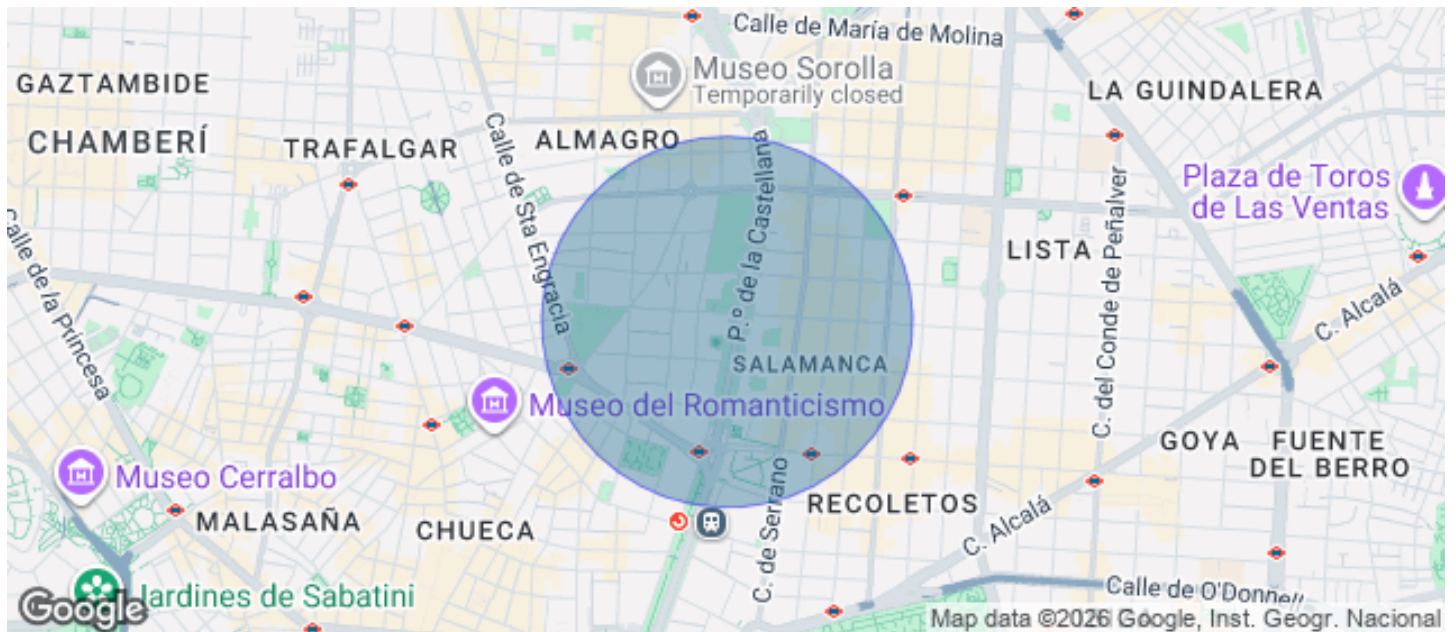 Calle de María de Molina
Museo Sorolla
Temporarily closed
GAZTAMBIDE
LA GUINDALERA
CHAMBERÍ
TRAFALGAR
ALMAGRO
Calle de Sta Engracia
P.º de la Castellana
Plaza de Toros
de Las Ventas
C. del Conde de Peñalver
LISTA
Calle de la Princesa
C. Alcalá
SALAMANCA
Museo del Romanticismo
GOYA
FUENTE
DEL BERRO
Museo Cerralbo
MALASAÑA
CHUECA
C. de Serrano
RECOLETOS
C. Alcalá
Calle de O'Donnell
Jardines de Sabatini
Google
Map data ©2026 Google, Inst. Geogr. Nacional